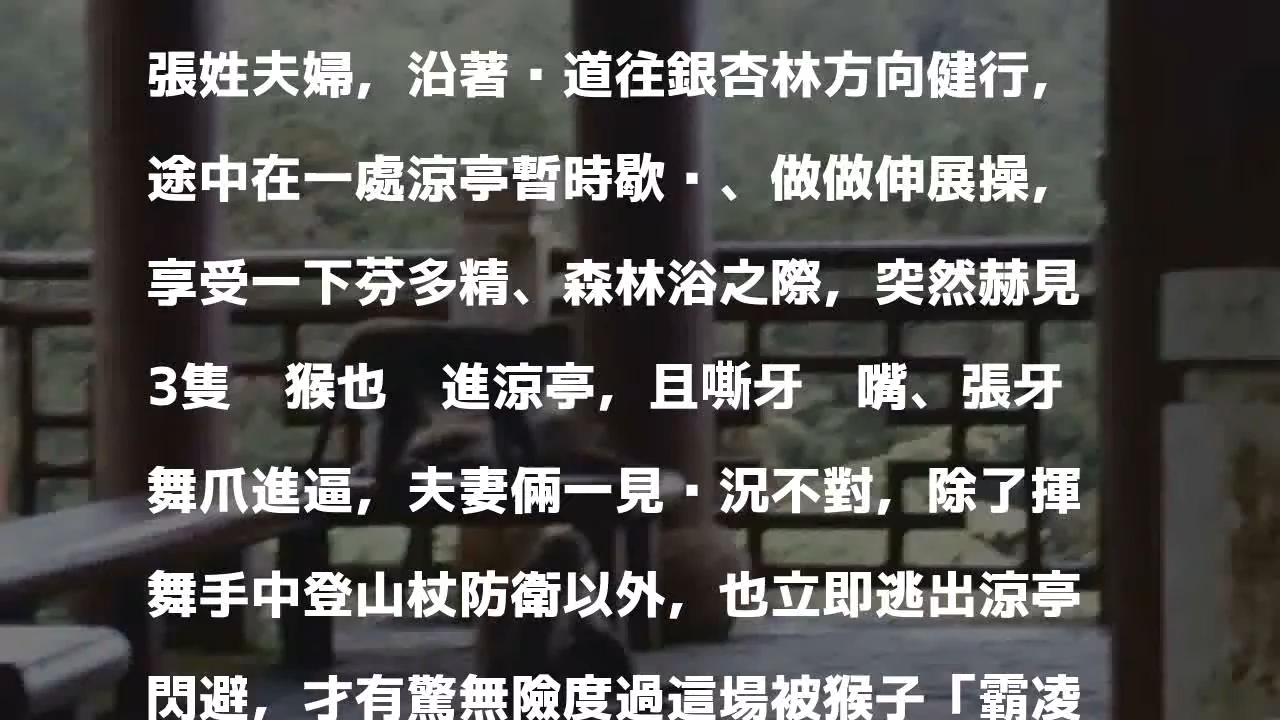 張姓夫婦，沿著▪道往銀杏林方向健行，
途中在一處涼亭暫時歇▪、做做伸展操，
享受一下芬多精、森林浴之際，突然赫見
3隻　猴也　進涼亭，且嘶牙　嘴、張牙
舞爪進逼，夫妻倆一見▪況不對，除了揮
舞手中登山杖防衛以外，也立即逃出涼亭
閃避，才有驚無險度過這場被猴子「霸凌